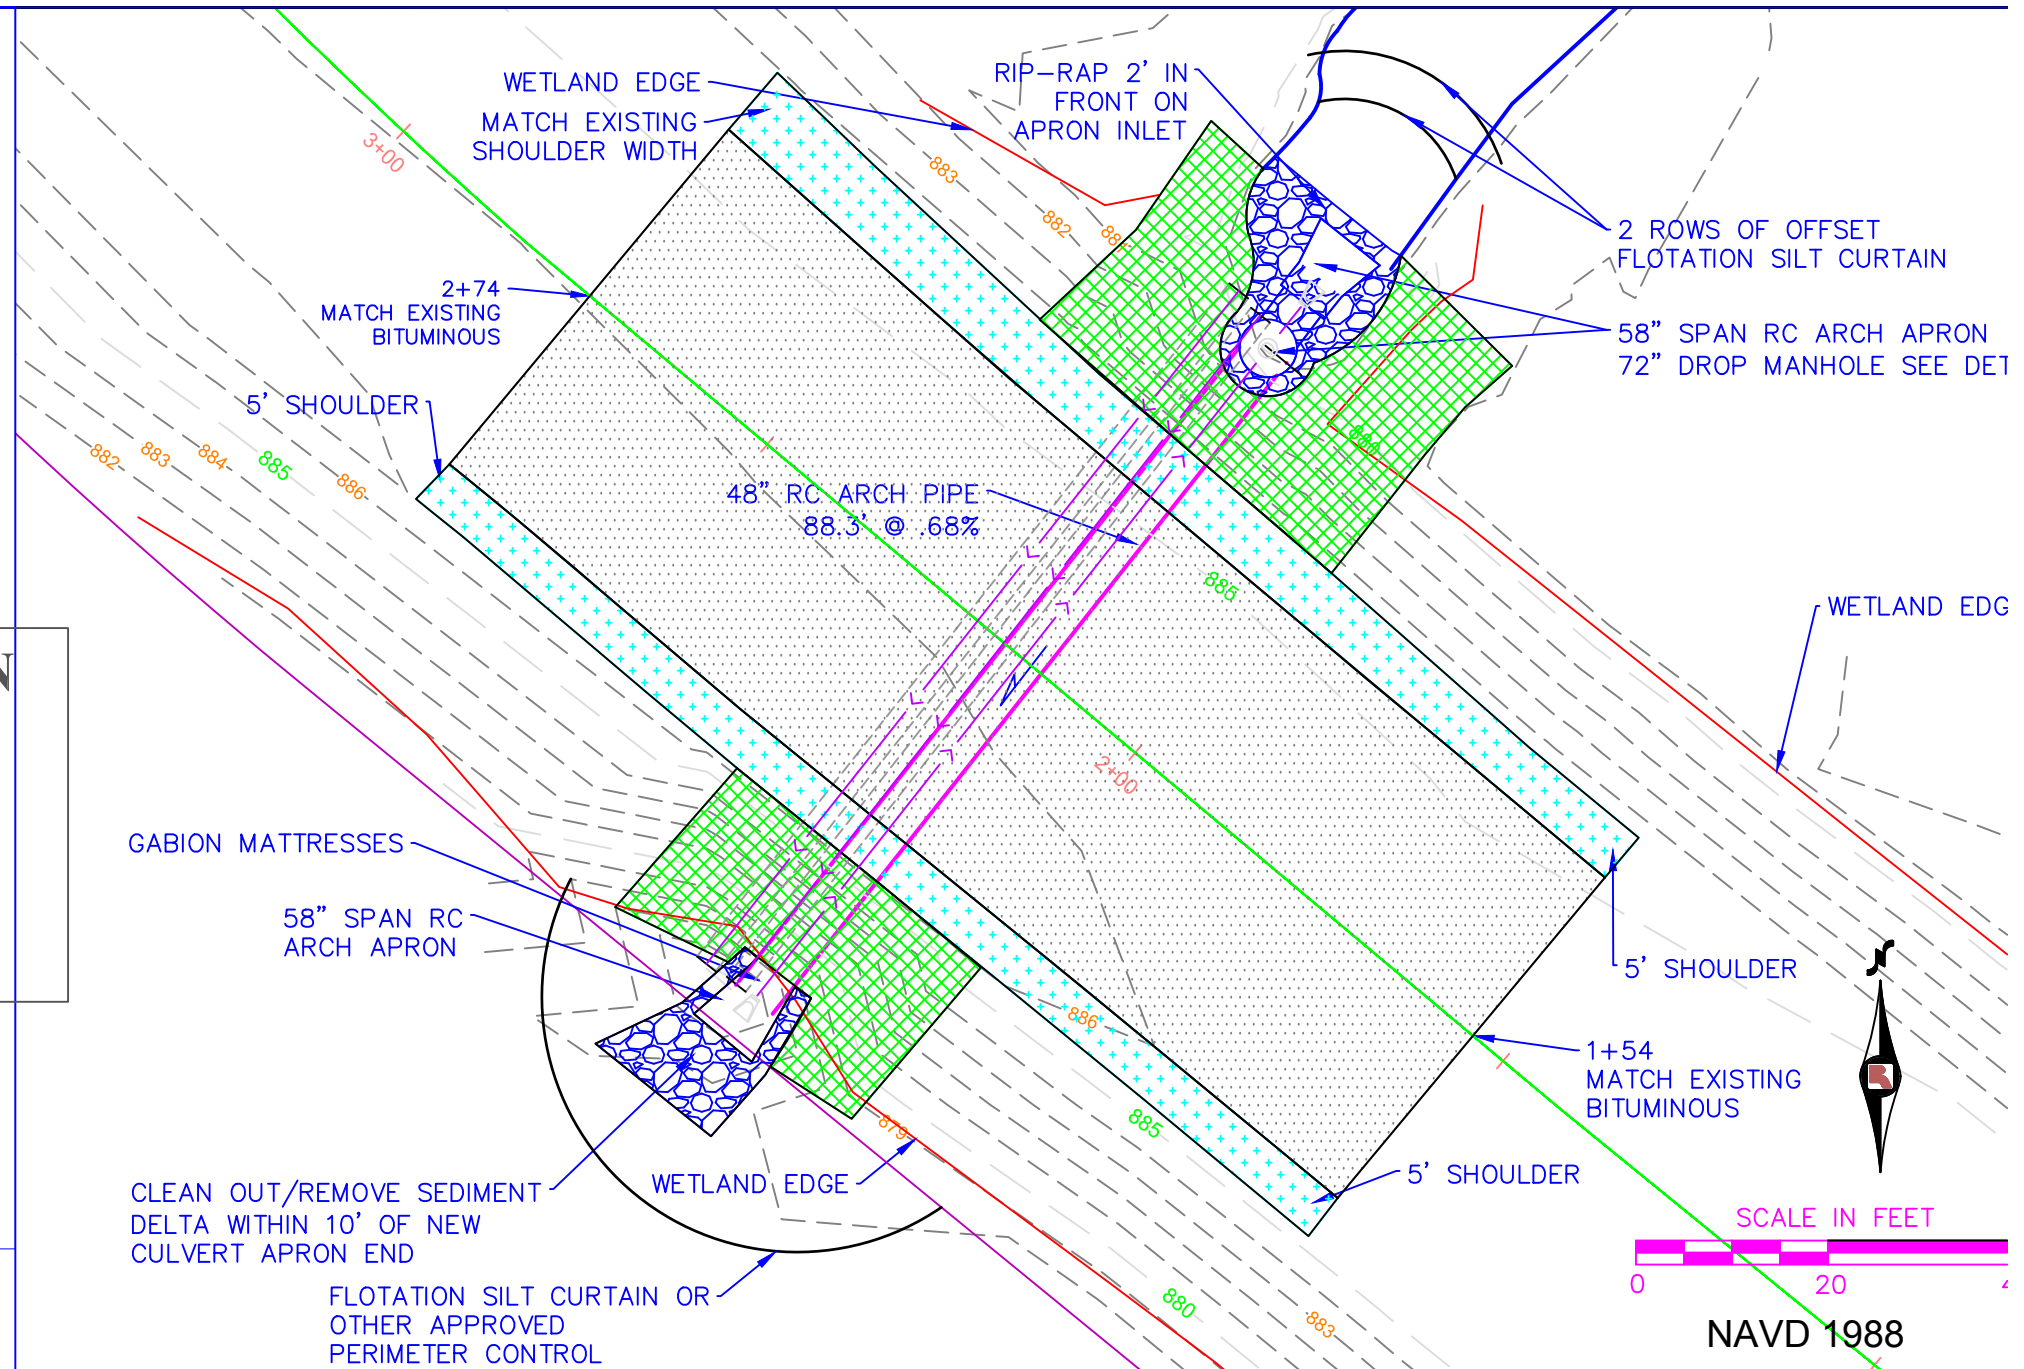 WETLAND EDGE
MATCH EXISTING
SHOULDER WIDTH
RIP-RAP 2' IN
FRONT ON
APRON INLET
3+00
883
882
2 ROWS OF OFFSET
FLOTATION SILT CURTAIN
2+74
MATCH EXISTING
BITUMINOUS
58" SPAN RC ARCH APRON
72" DROP MANHOLE SEE DET
5' SHOULDER
882
883
884
885
886
880
48" RC ARCH PIPE
88.3' @ .68%
885
WETLAND EDG
N
2+00
GABION MATTRESSES
58" SPAN RC
ARCH APRON
5' SHOULDER
886
1+54
MATCH EXISTING
BITUMINOUS
885
879
5' SHOULDER
WETLAND EDGE
CLEAN OUT/REMOVE SEDIMENT
DELTA WITHIN 10' OF NEW
CULVERT APRON END
SCALE IN FEET
0 20
FLOTATION SILT CURTAIN OR
OTHER APPROVED
PERIMETER CONTROL
880
883
NAVD 1988